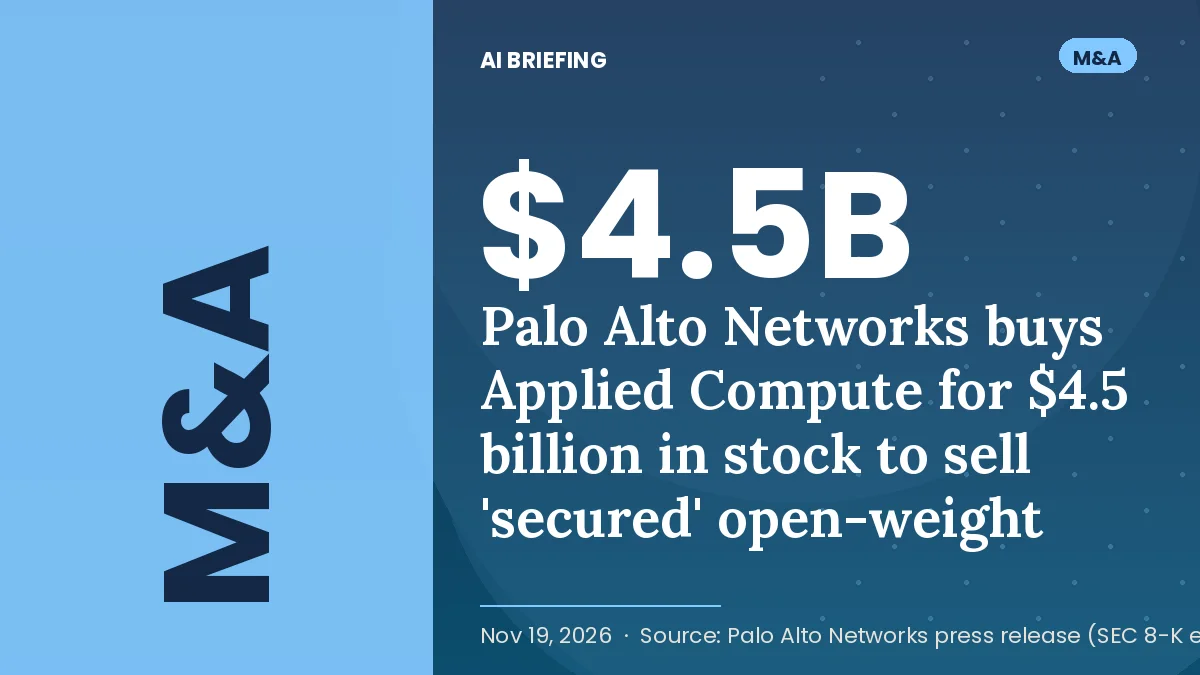 M&A
AI BRIEFING
M&A
$4.5B
Palo Alto Networks buys
Applied Compute for $4.5
billion in stock to sell
'secured' open-weight
Nov 19, 2026 · Source: Palo Alto Networks press release (SEC 8-K e